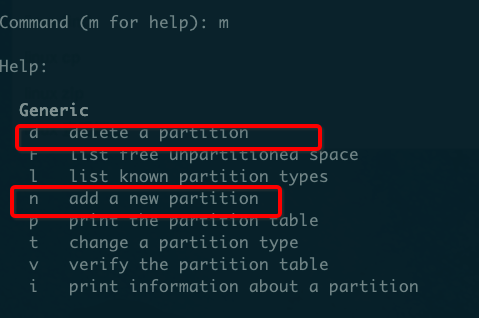 Command (m for help): m
Help:
Generic
d delete a partition
F list free unpartitioned space
l list known partition types
n add a new partition
p print the partition table
t change a partition type
v verify the partition table
i print information about a partition